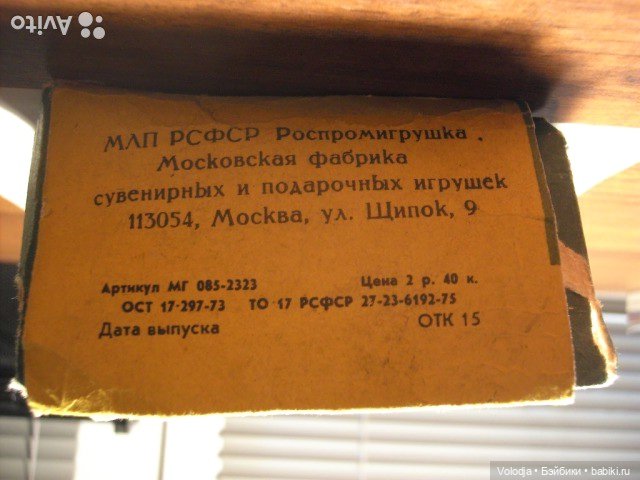 Avito
МЛП РСФСР Роспромигрушка
Московская фабрика
сувенирных и подарочных игрушек
113054, Москва, ул. Щипок, 9
Артикул МГ 085-2323 Цена 2 р. 40 к.
ОСТ 17-297-73 ТО 17 РСФСР 27-23-6192-75
Дата выпуска ОТК 15
Volodja • Бэйбики • babiki.ru